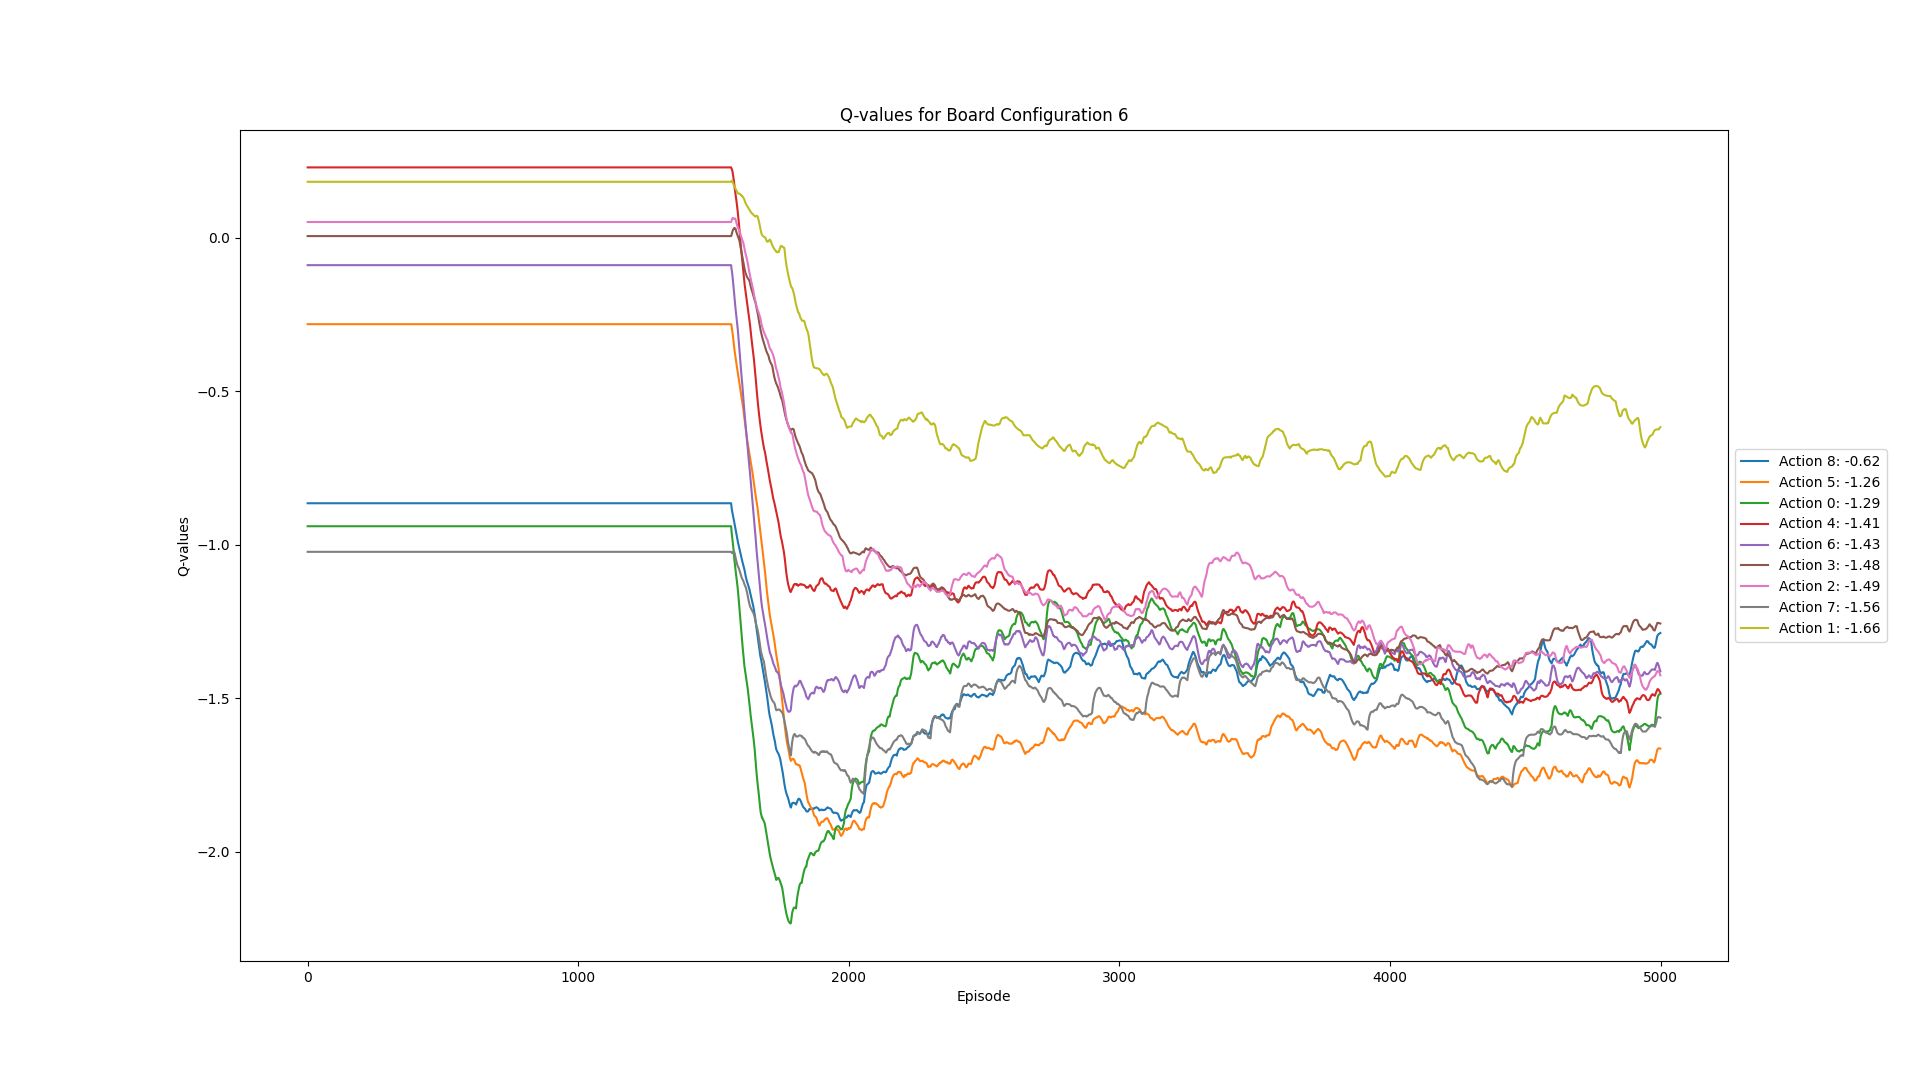 Q-values for Board Configuration 6
Q-values
0.0
−0.5
−1.0
−1.5
−2.0
0
1000
2000
3000
4000
5000
Episode
Action 8: -0.62
Action 5: -1.26
Action 0: -1.29
Action 4: -1.41
Action 6: -1.43
Action 3: -1.48
Action 2: -1.49
Action 7: -1.56
Action 1: -1.66